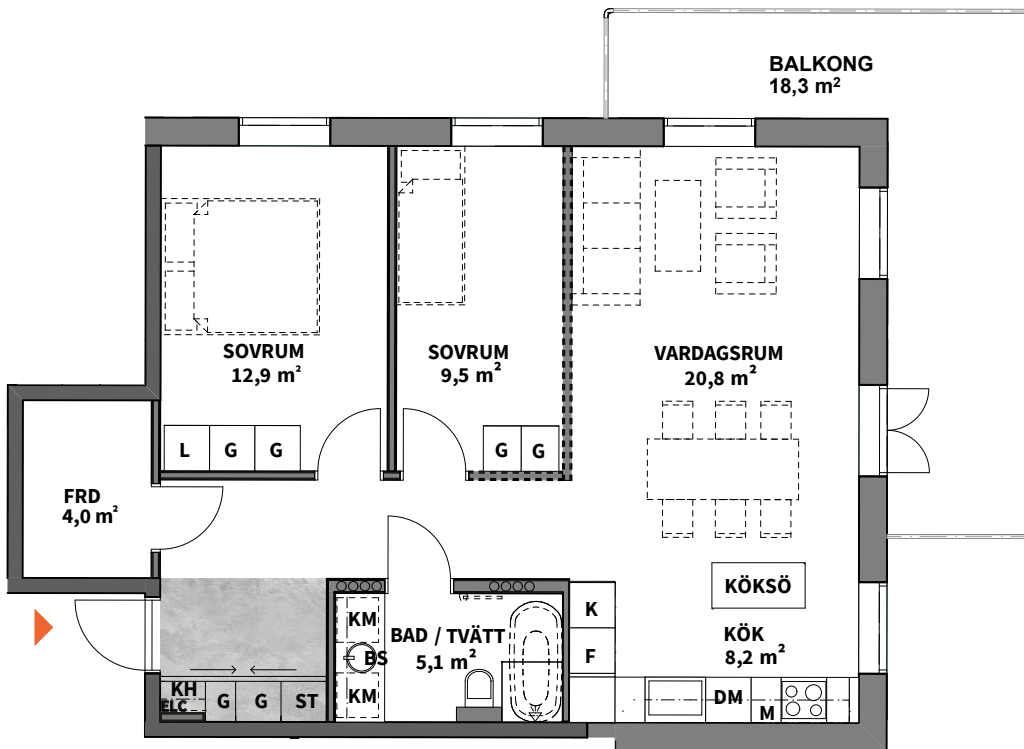 BALKONG
18,3 m²
SOVRUM
12,9 m²
SOVRUM
9,5 m²
VARDAGSRUM
20,8 m²
L G G
G G
FRD
4,0 m²
KÖKSÖ
K
KM
BAD / TVÄTT
5,1 m²
BS
KÖK
8,2 m²
F
KH
ELC
G G ST
KM
DM
M